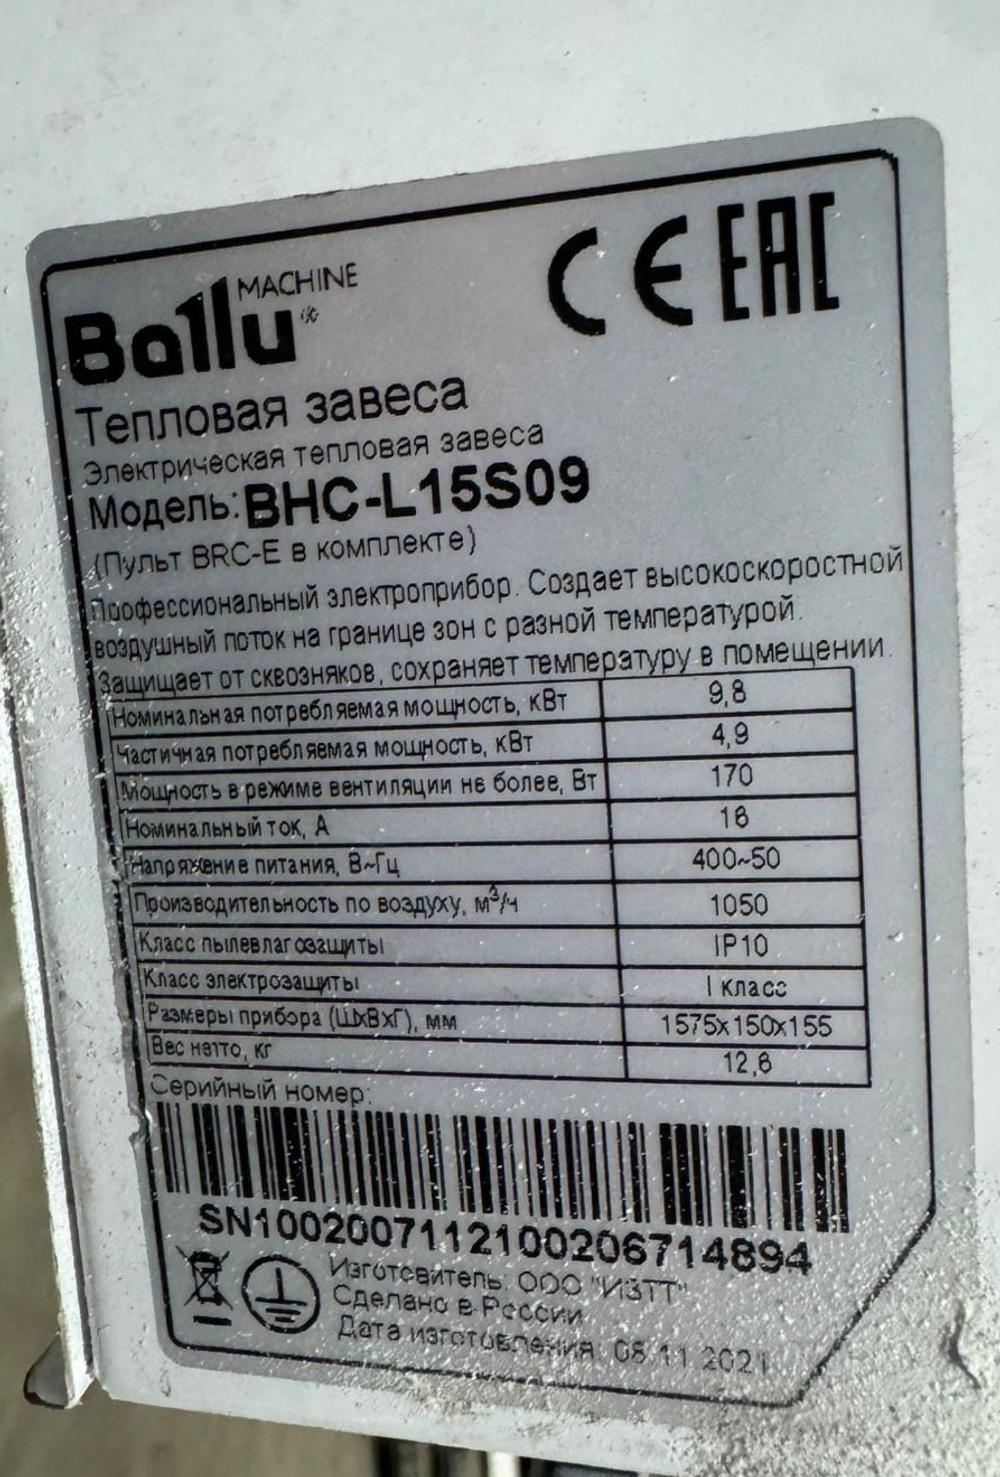 MACHINE
Ballu®
CE EAC
Тепловая завеса
Электрическая тепловая завеса
Модель: BHC-L15S09
(Пульт BRC-E в комплекте)
Профессиональный электроприбор. Создает высокоскоростной
воздушный поток на границе зон с разной температурой.
Защищает от сквозняков, сохраняет температуру в помещении.
Номинальная потребляемая мощность, кВт 9,8
Частичная потребляемая мощность, кВт 4,9
Мощность в режиме вентиляции не более, Вт 170
Номинальный ток, А 16
Напряжение питания, В~Гц 400~50
Производительность по воздуху, м³/ч 1050
Класс пылевлагозащиты IP10
Класс электрозащиты I класс
Размеры прибора (ШхВхГ), мм 1575x150x155
Вес нетто, кг 12,6
Серийный номер:
SN1002007112100206714894
Изготовитель: ООО "ИЗТТ"
Сделано в России
Дата изготовления 08.11.2021